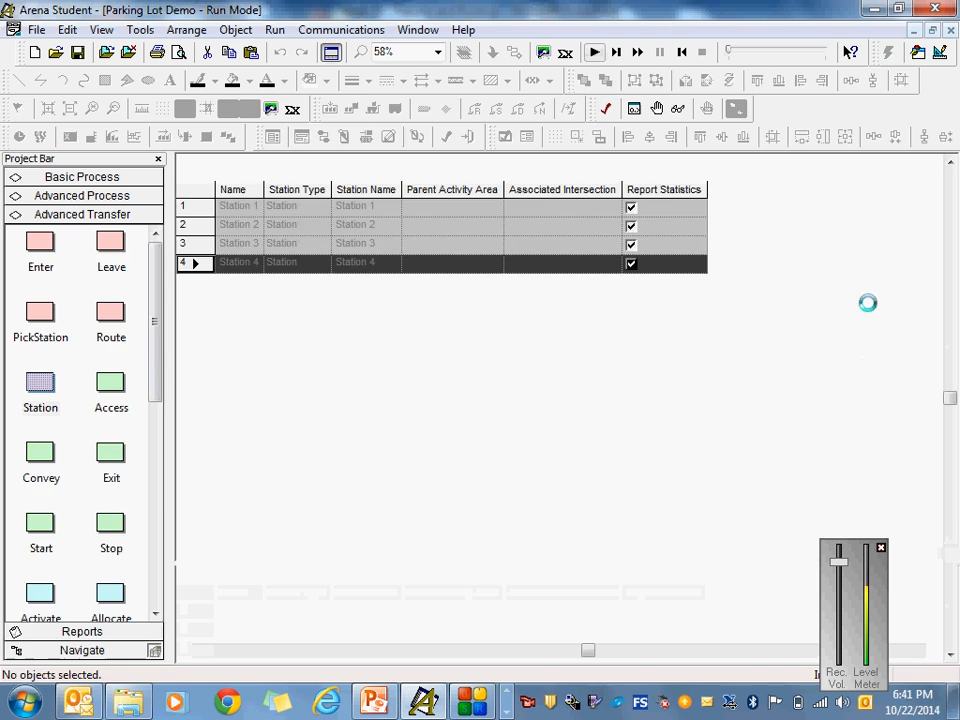 Arena Student - [Parking Lot Demo - Run Mode]
File Edit View Tools Arrange Object Run Communications Window Help
58%
Project Bar
Basic Process
Advanced Process
Advanced Transfer
Enter Leave
PickStation Route
Station Access
Convey Exit
Start Stop
Activate Allocate
Reports
Navigate
Name Station Type Station Name Parent Activity Area Associated Intersection Report Statistics
1 Station 1 Station Station 1
2 Station 2 Station Station 2
3 Station 3 Station Station 3
4 Station 4 Station Station 4
Rec. Level
Vol. Meter
No objects selected.
6:41 PM
10/22/2014